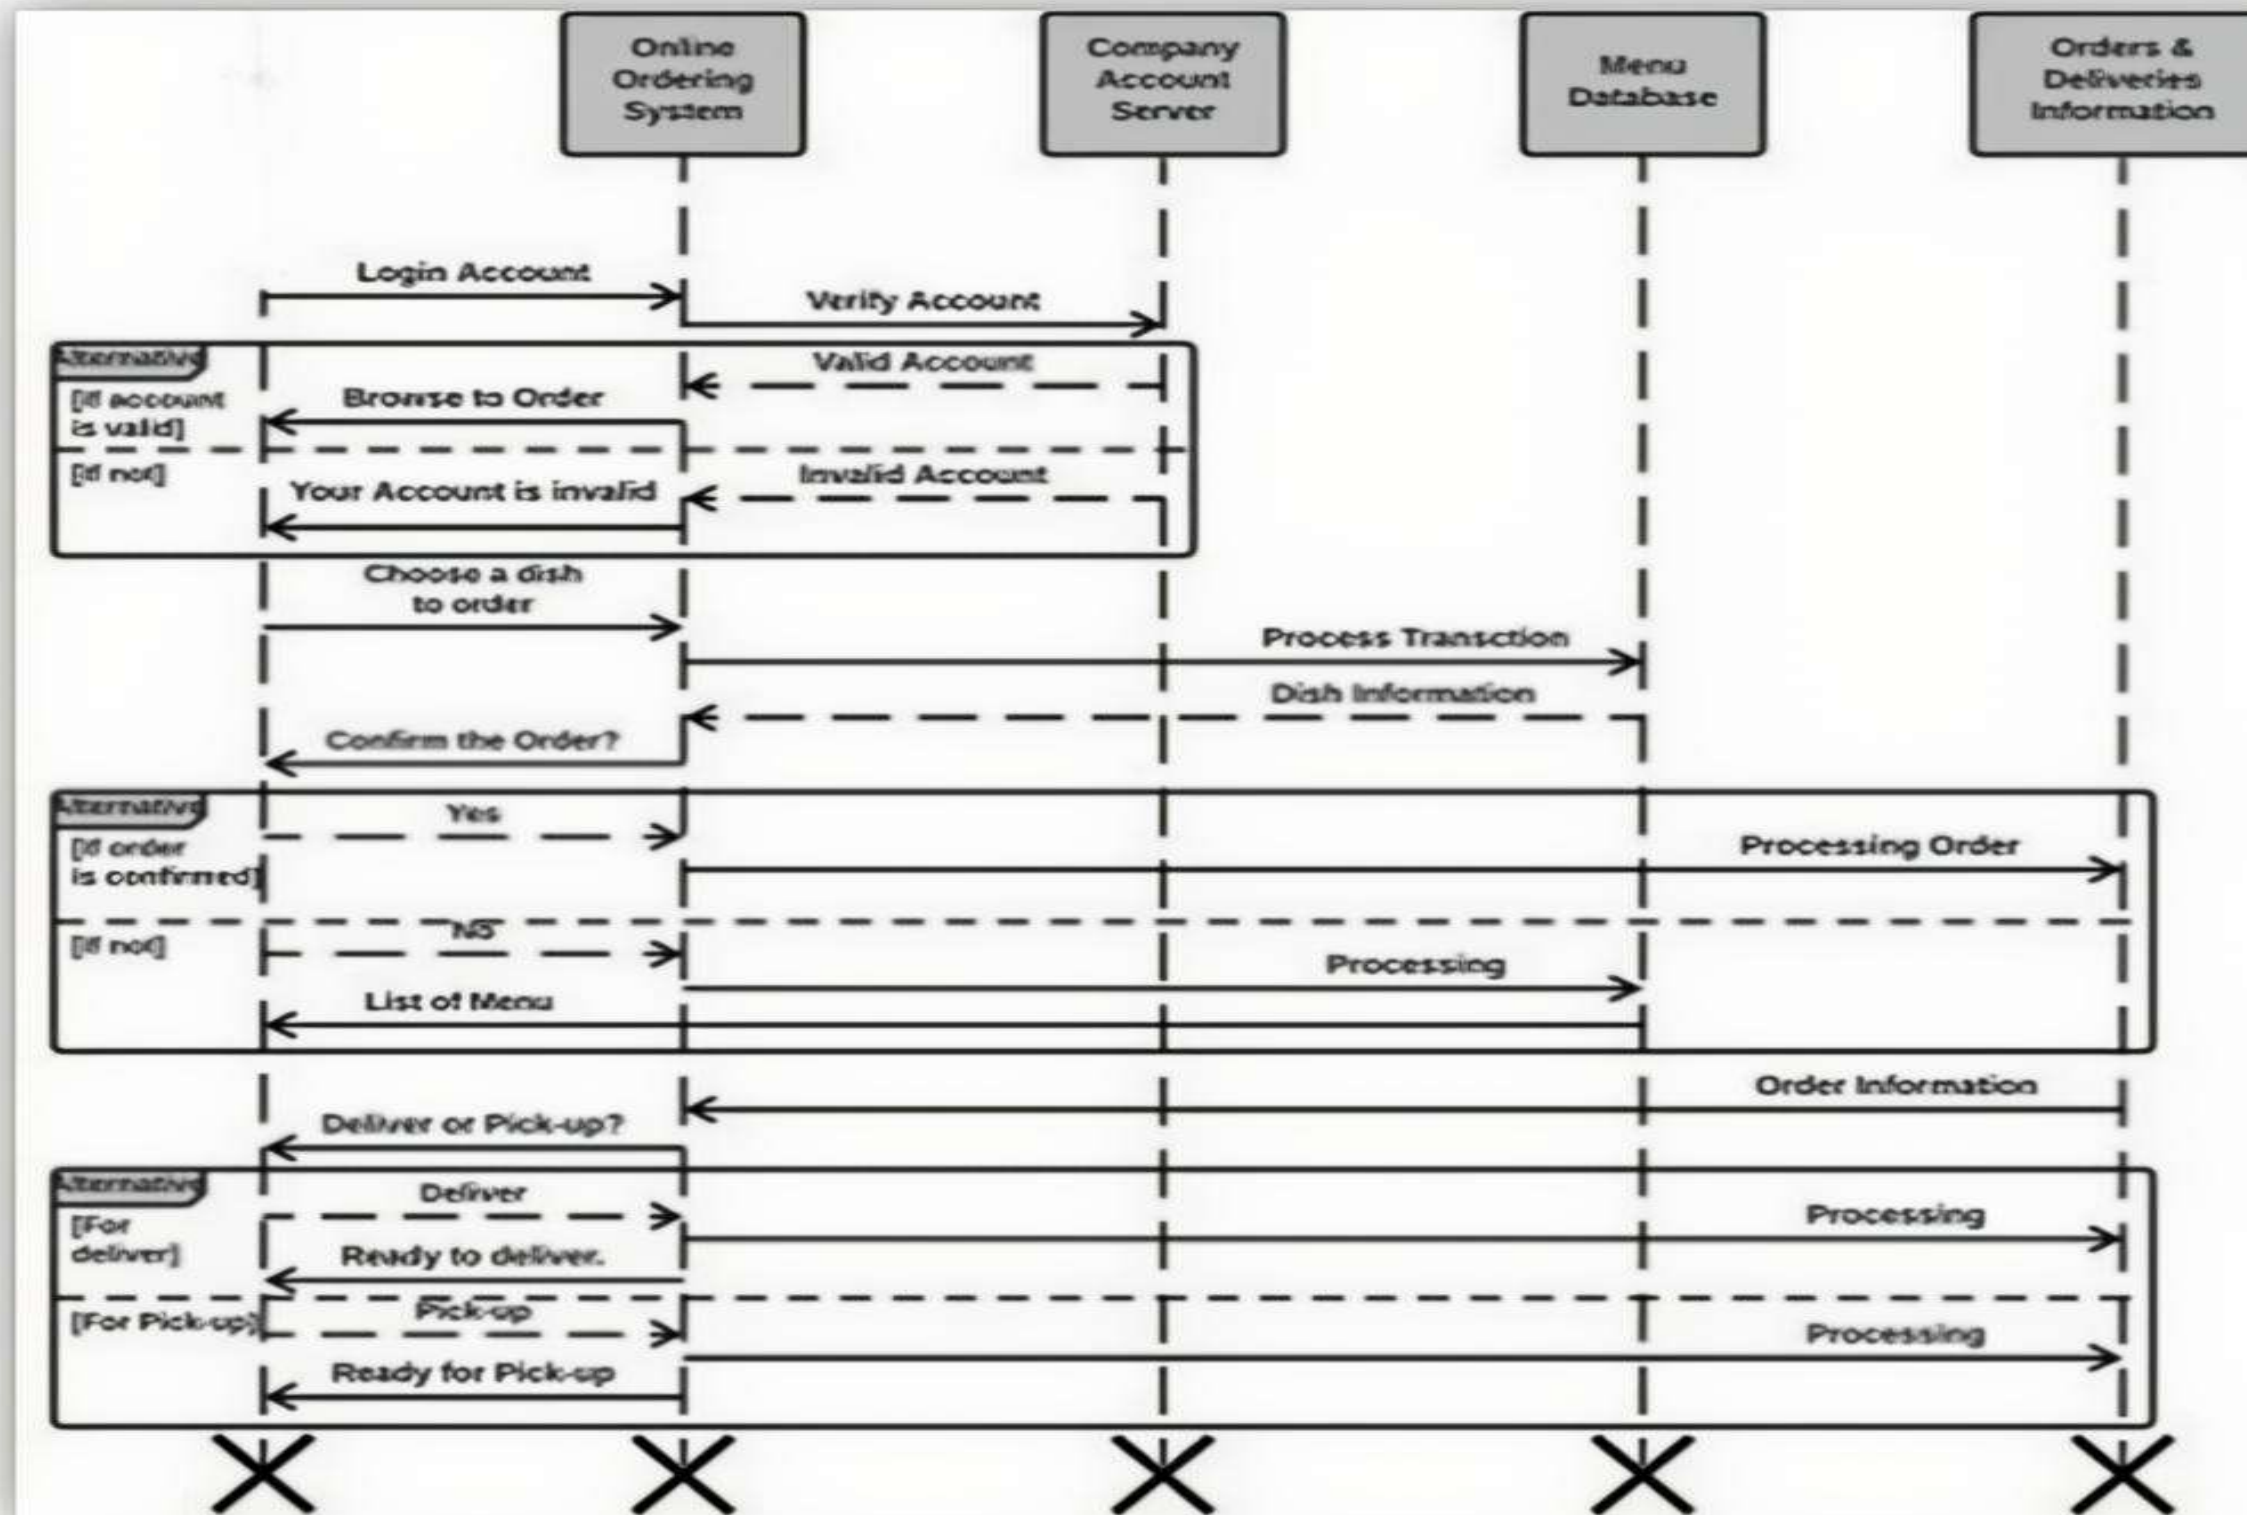 Online
Ordering
System
Company
Account
Server
Menu
Database
Orders &
Deliveries
Information
Login Account
Verify Account
Alternative
Valid Account
[If account
is valid]
Browse to Order
[If not]
Invalid Account
Your Account is invalid
Choose a dish
to order
Process Transction
Dish Information
Confirm the Order?
Alternative
Yes
[If order
is confirmed]
Processing Order
No
[If not]
Processing
List of Menu
Order Information
Deliver or Pick-up?
Alternative
Deliver
[For
deliver]
Processing
Ready to deliver.
Pick-up
[For Pick-up]
Processing
Ready for Pick-up